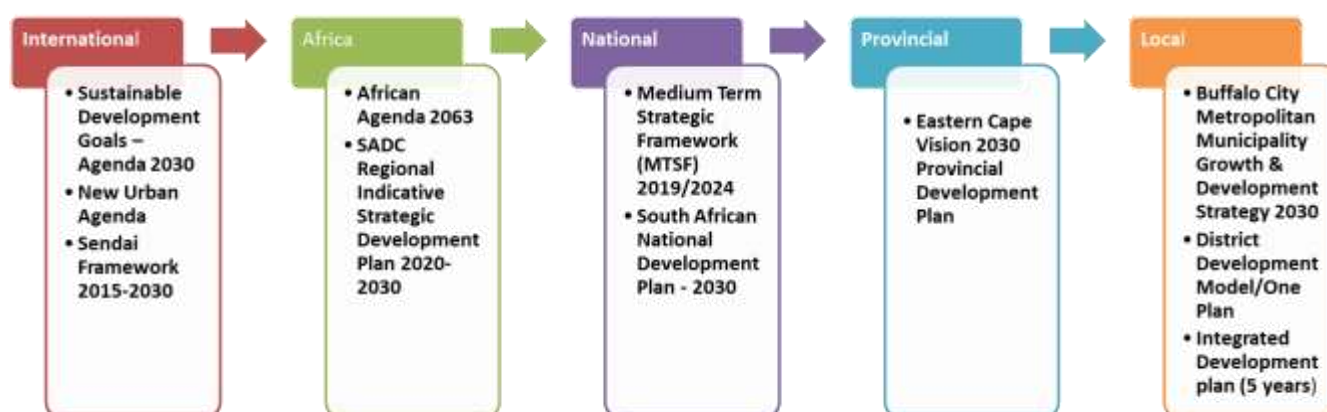 International
• Sustainable
Development
Goals –
Agenda 2030
• New Urban
Agenda
• Sendai
Framework
2015-2030
Africa
• African
Agenda 2063
• SADC
Regional
Indicative
Strategic
Development
Plan 2020-
2030
National
• Medium Term
Strategic
Framework
(MTSF)
2019/2024
• South African
National
Development
Plan - 2030
Provincial
• Eastern Cape
Vision 2030
Provincial
Development
Plan
Local
• Buffalo City
Metropolitan
Municipality
Growth &
Development
Strategy 2030
• District
Development
Model/One
Plan
• Integrated
Development
plan (5 years)